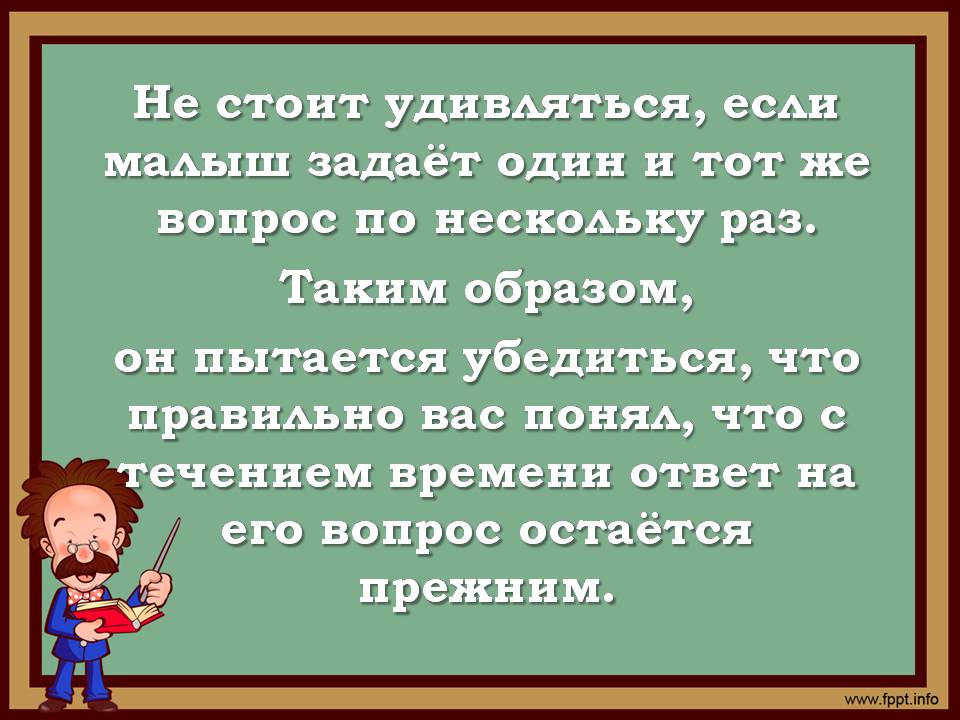 Не стоит удивляться, если
малыш задаёт один и тот же
вопрос по нескольку раз.
Таким образом,
он пытается убедиться, что
правильно вас понял, что с
течением времени ответ на
его вопрос остаётся
прежним.
www.fppt.info